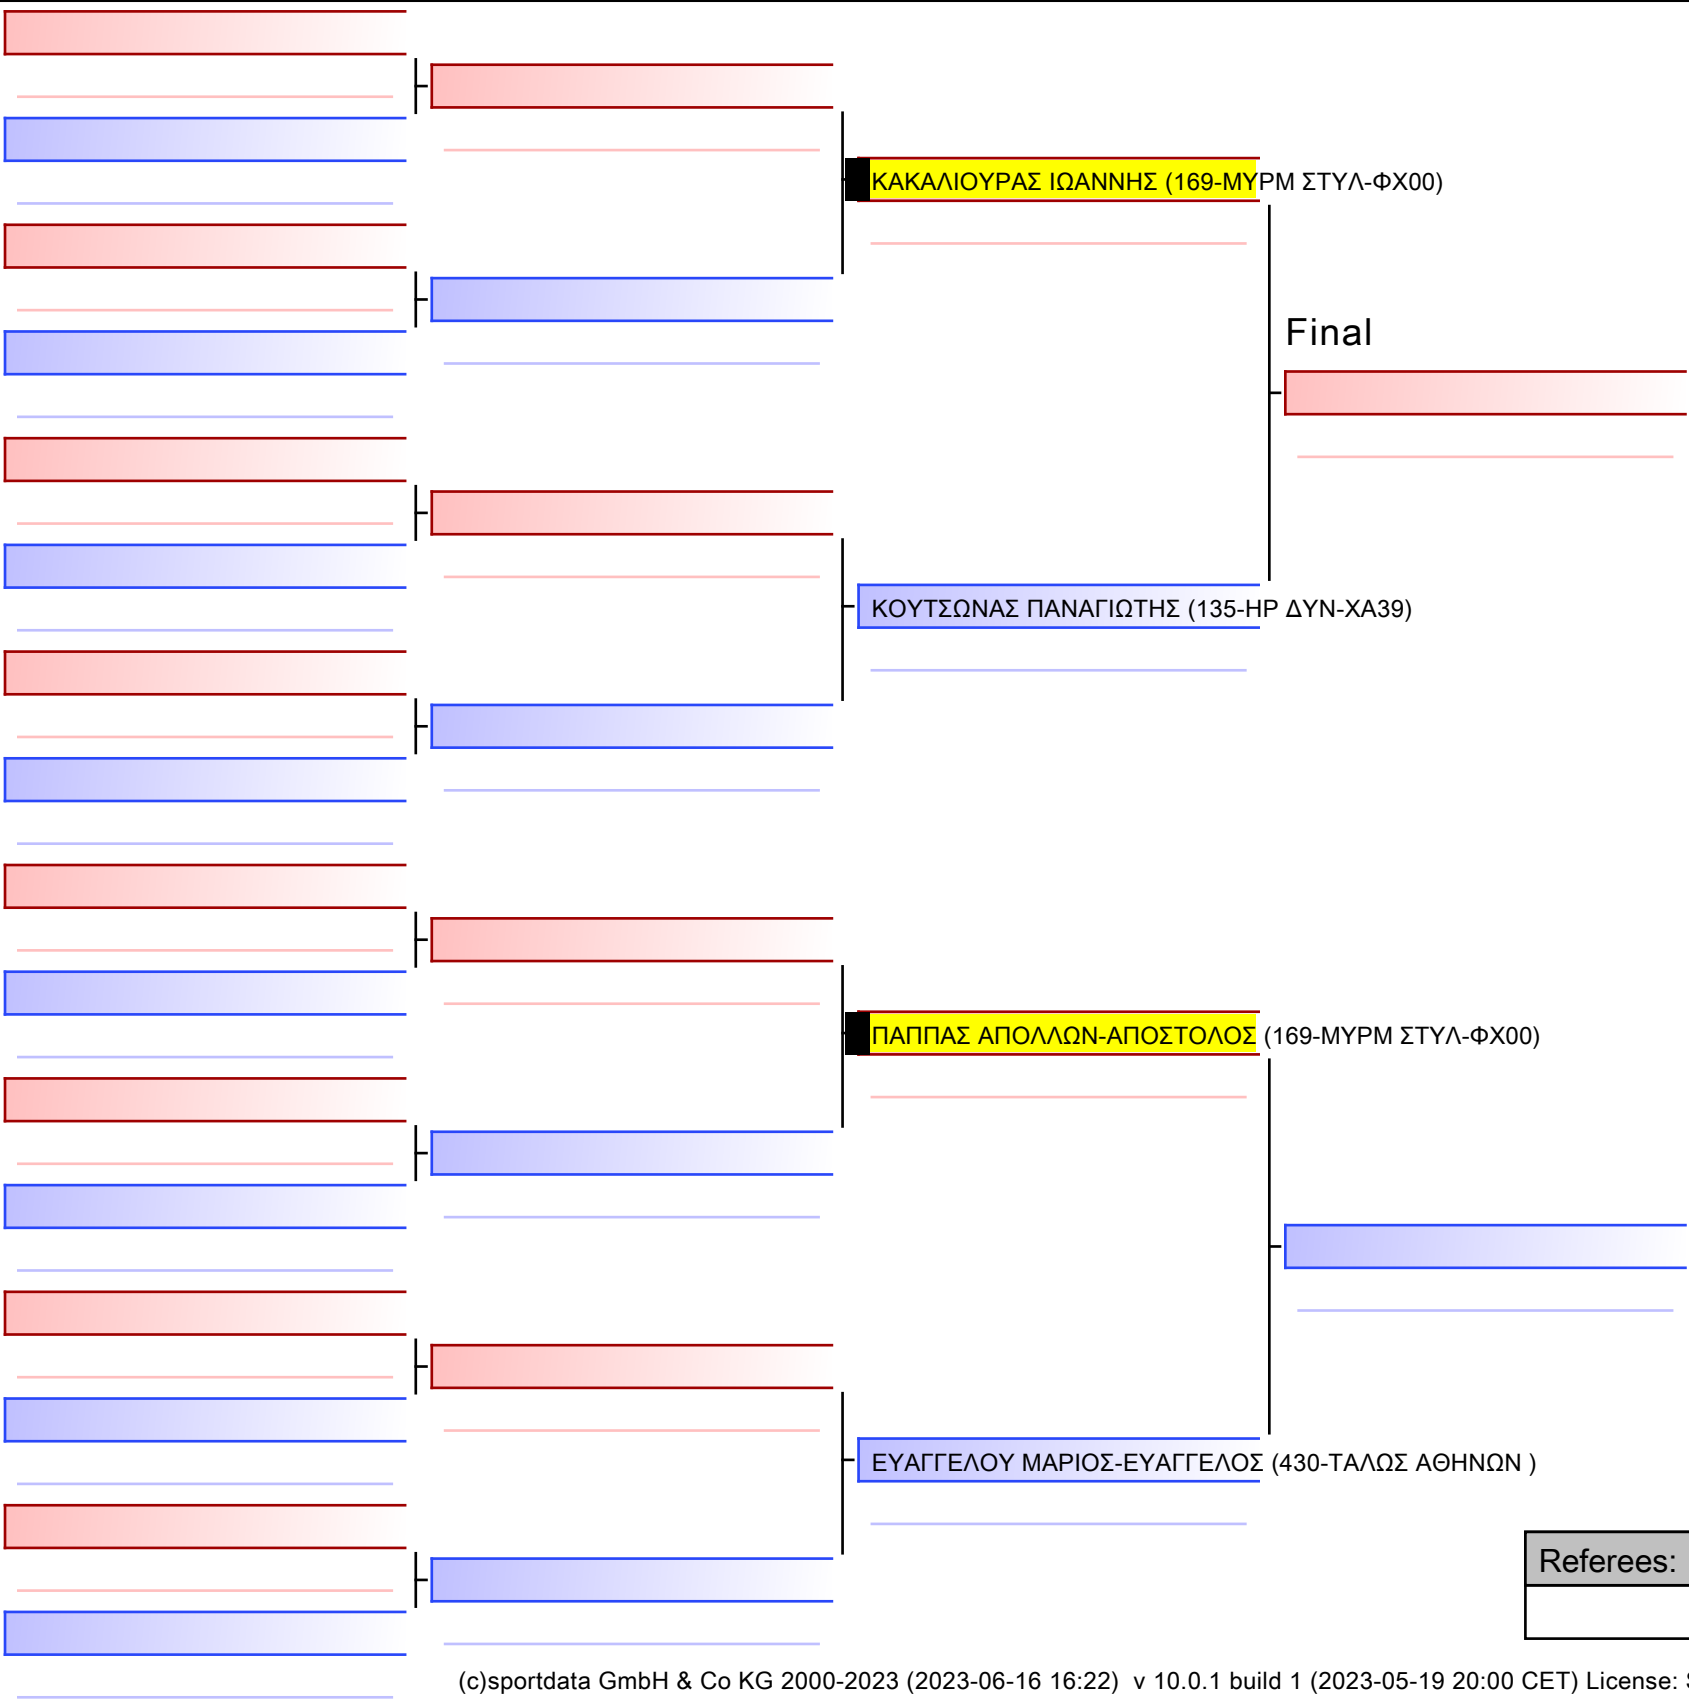 ΚΑΚΑΛΙΟΥΡΑΣ ΙΩΑΝΝΗΣ (169-ΜΥΡΜ ΣΤΥΛ-ΦΧ00)
Final
ΚΟΥΤΣΩΝΑΣ ΠΑΝΑΓΙΩΤΗΣ (135-ΗΡ ΔΥΝ-ΧΑ39)
ΠΑΠΠΑΣ ΑΠΟΛΛΩΝ-ΑΠΟΣΤΟΛΟΣ (169-ΜΥΡΜ ΣΤΥΛ-ΦΧ00)
ΕΥΑΓΓΕΛΟΥ ΜΑΡΙΟΣ-ΕΥΑΓΓΕΛΟΣ (430-ΤΑΛΩΣ ΑΘΗΝΩΝ )
Referees:
(c)sportdata GmbH & Co KG 2000-2023 (2023-06-16 16:22) v 10.0.1 build 1 (2023-05-19 20:00 CET) License: